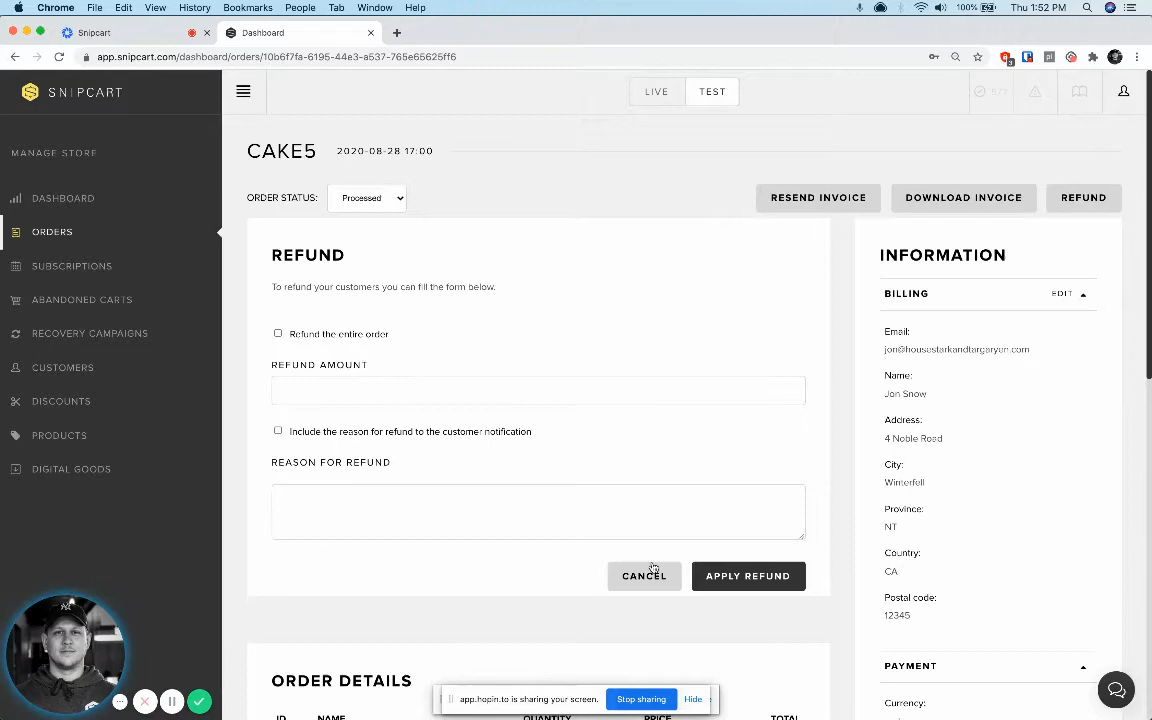 Chrome File Edit View History Bookmarks People Tab Window Help 100% Thu 1:52 PM
Snipcart Dashboard
app.snipcart.com/dashboard/orders/10b6f7fa-6195-44e3-a537-765e65625ff6
SNIPCART LIVE TEST
MANAGE STORE
DASHBOARD
ORDERS
SUBSCRIPTIONS
ABANDONED CARTS
RECOVERY CAMPAIGNS
CUSTOMERS
DISCOUNTS
PRODUCTS
DIGITAL GOODS
CAKE5 2020-08-28 17:00
ORDER STATUS: Processed RESEND INVOICE DOWNLOAD INVOICE REFUND
REFUND
To refund your customers you can fill the form below.
Refund the entire order
REFUND AMOUNT
Include the reason for refund to the customer notification
REASON FOR REFUND
CANCEL APPLY REFUND
ORDER DETAILS
ID NAME QUANTITY PRICE TOTAL
INFORMATION
BILLING EDIT
Email:
jon@housestarkandtargaryen.com
Name:
Jon Snow
Address:
4 Noble Road
City:
Winterfell
Province:
NT
Country:
CA
Postal code:
12345
PAYMENT
Currency:
app.hopin.to is sharing your screen. Stop sharing Hide